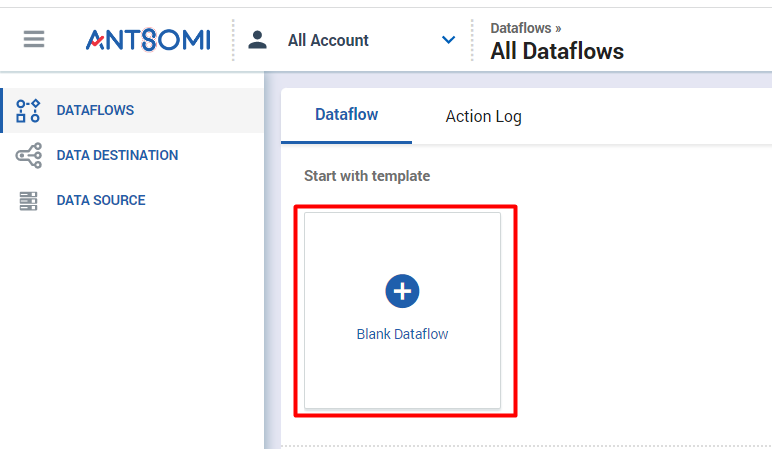 ANTSOMI
All Account
Dataflows »
All Dataflows
DATAFLOWS
DATA DESTINATION
DATA SOURCE
Dataflow
Action Log
Start with template
Blank Dataflow